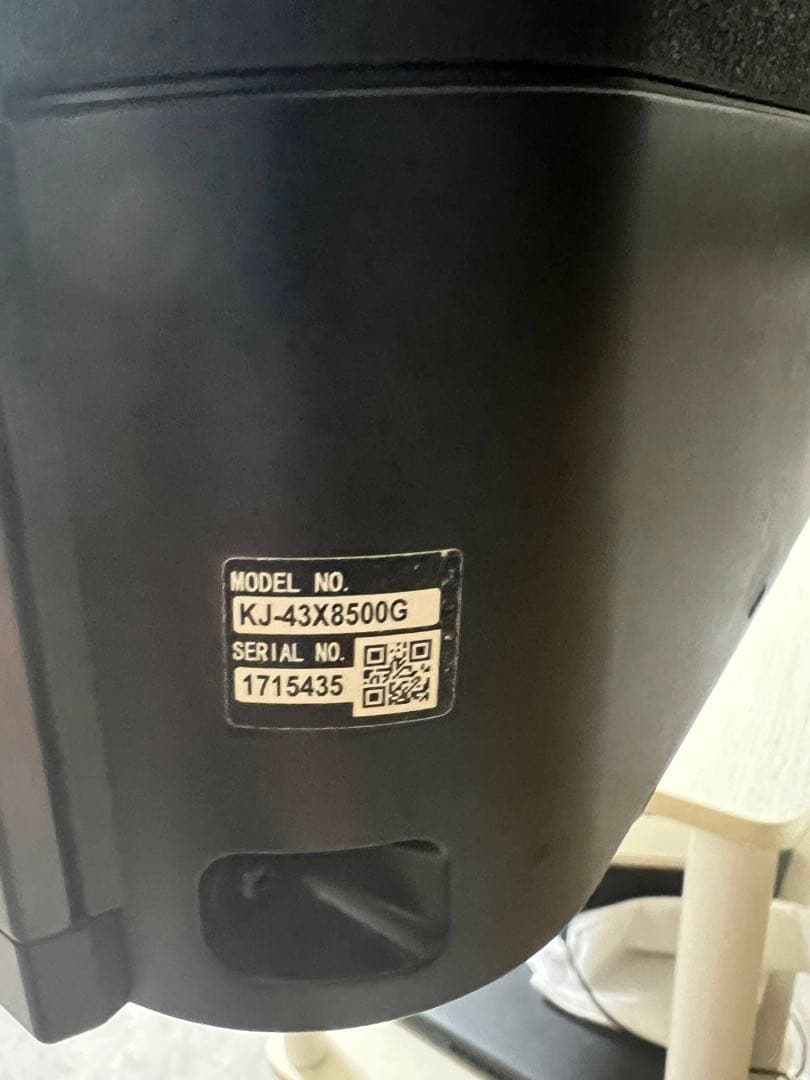 MODEL NO.
KJ-43X8500G
SERIAL NO.
1715435